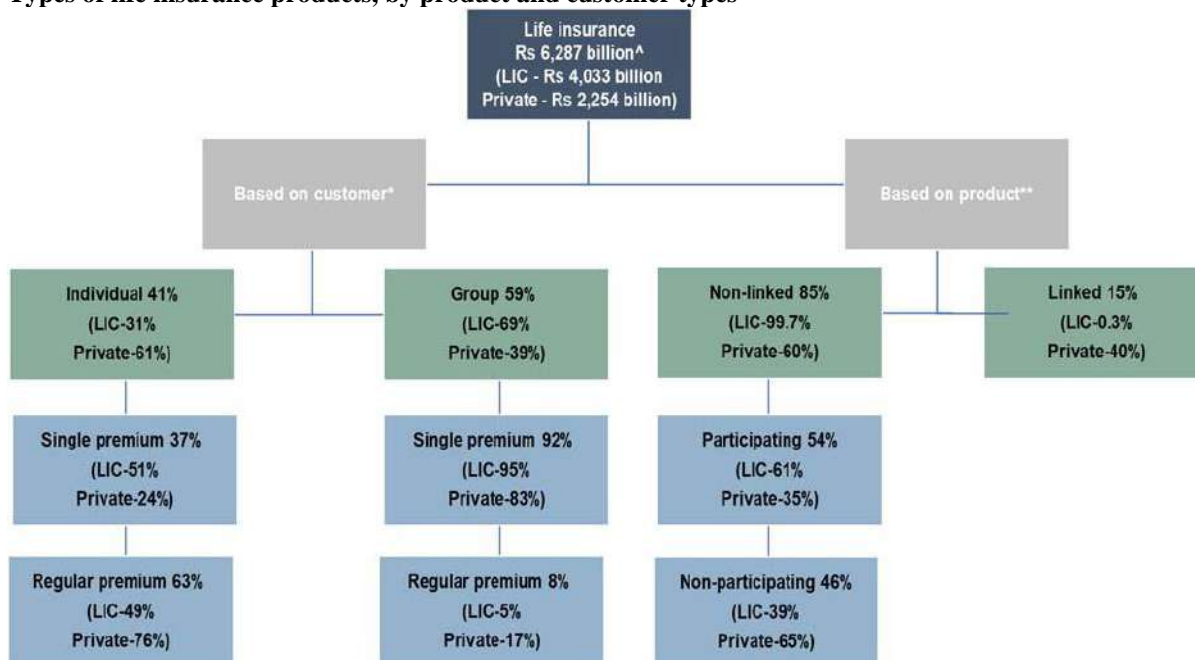 Types of life insurance products, by product and customer types
Life insurance
Rs 6,287 billion^
(LIC - Rs 4,033 billion
Private - Rs 2,254 billion)
Based on customer*
Based on product**
Individual 41%
(LIC-31%
Private-61%)
Group 59%
(LIC-69%
Private-39%)
Non-linked 85%
(LIC-99.7%
Private-60%)
Linked 15%
(LIC-0.3%
Private-40%)
Single premium 37%
(LIC-51%
Private-24%)
Single premium 92%
(LIC-95%
Private-83%)
Participating 54%
(LIC-61%
Private-35%)
Regular premium 63%
(LIC-49%
Private-76%)
Regular premium 8%
(LIC-5%
Private-17%)
Non-participating 46%
(LIC-39%
Private-65%)